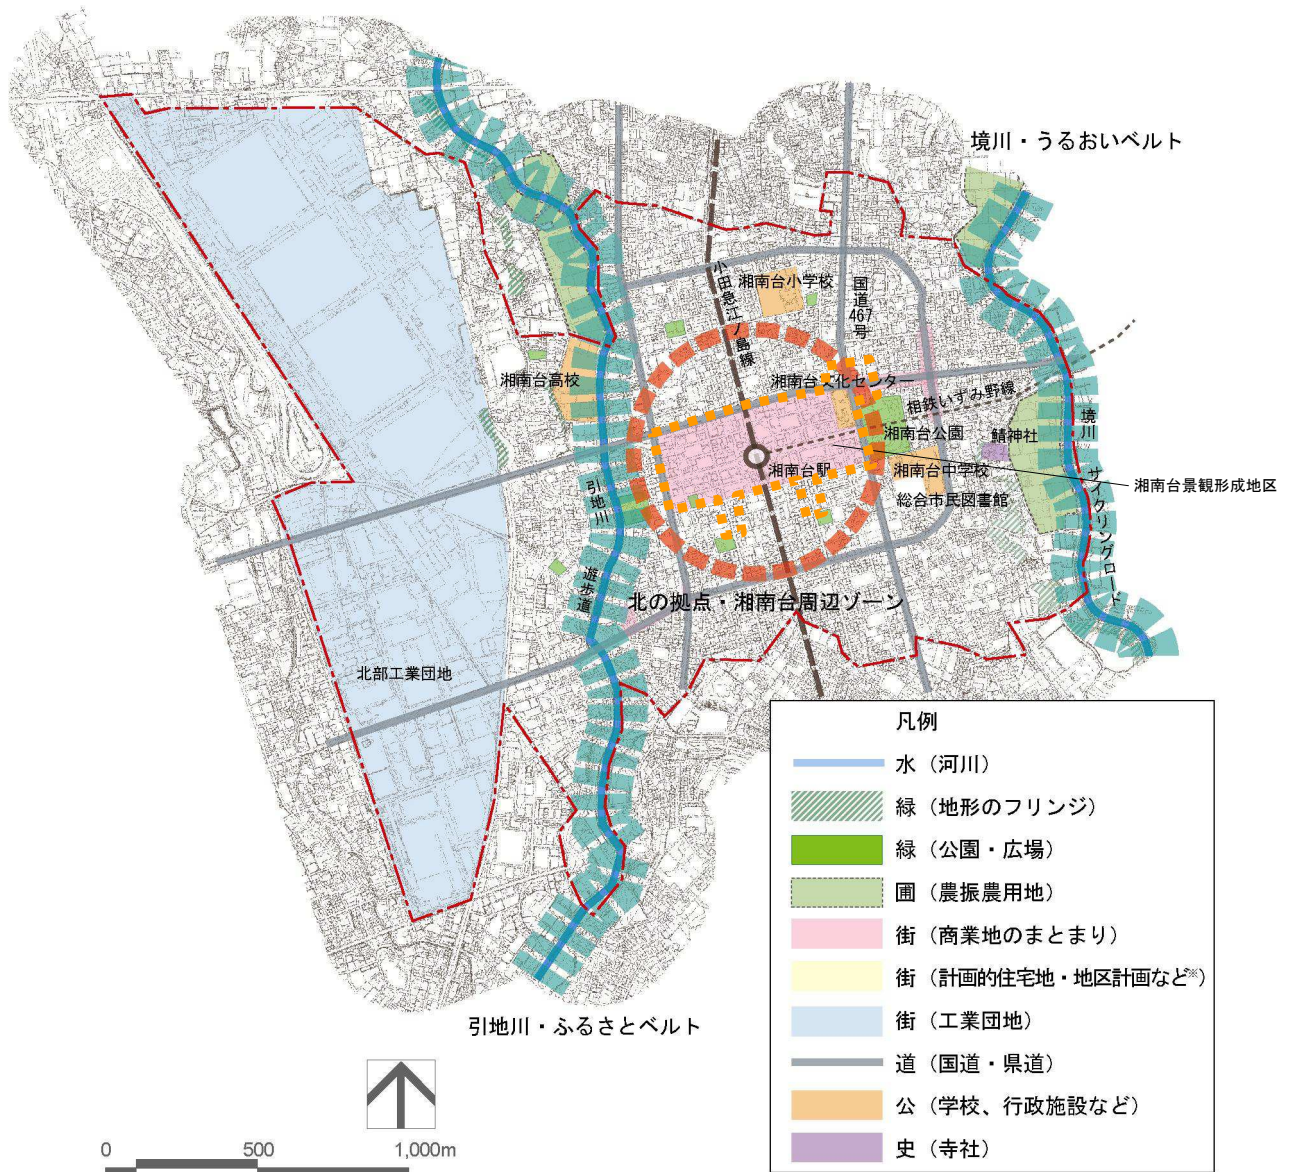 境川・うるおいベルト
小田急江ノ島線
湘南台小学校
国道467号
湘南台高校
湘南台文化センター
相鉄いずみ野線
湘南台公園
鯖神社
境川
サイクリングロード
湘南台駅
湘南台中学校
湘南台景観形成地区
総合市民図書館
引地川
遊歩道
北の拠点・湘南台周辺ゾーン
北部工業団地
引地川・ふるさとベルト
凡例
水（河川）
緑（地形のフリンジ）
緑（公園・広場）
圃（農振農用地）
街（商業地のまとまり）
街（計画的住宅地・地区計画など※）
街（工業団地）
道（国道・県道）
公（学校、行政施設など）
史（寺社）
0 500 1,000m